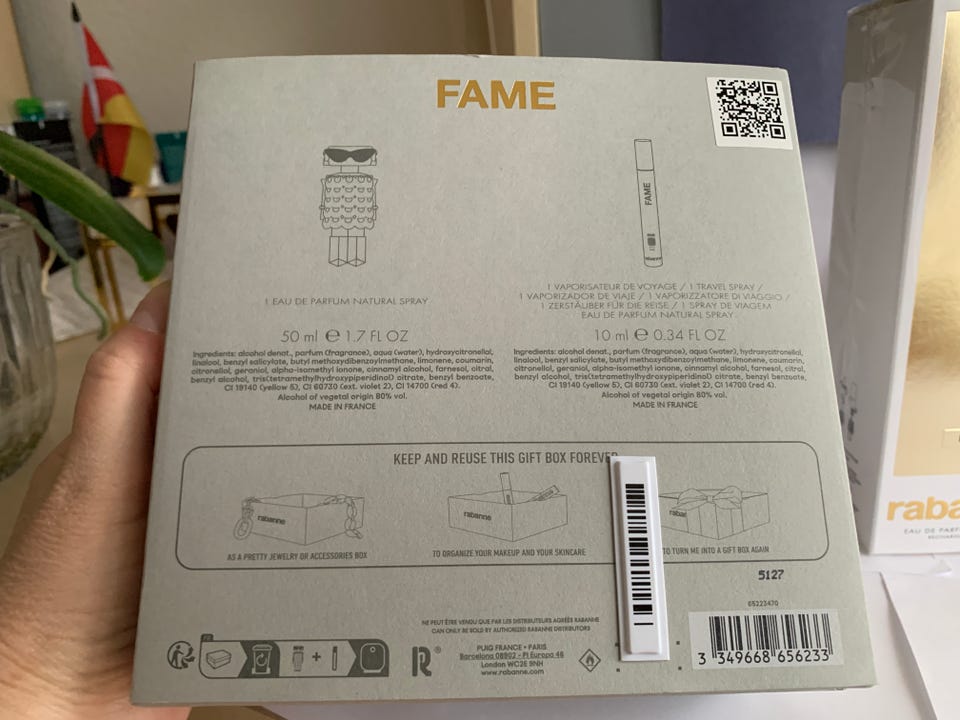 FAME
FAME
rabanne
1 EAU DE PARFUM NATURAL SPRAY
50 ml ℮ 1.7 FL OZ
Ingredients: alcohol denat., parfum (fragrance), aqua (water), hydroxycitronellal,
linalool, benzyl salicylate, butyl methoxydibenzoylmethane, limonene, coumarin,
citronellol, geraniol, alpha-isomethyl ionone, cinnamyl alcohol, farnesol, citral,
benzyl alcohol, tris(tetramethylhydroxypiperidinol) citrate, benzyl benzoate,
CI 19140 (yellow 5), CI 60730 (ext. violet 2), CI 14700 (red 4).
Alcohol of vegetal origin 80% vol.
MADE IN FRANCE
1 VAPORISATEUR DE VOYAGE / 1 TRAVEL SPRAY /
1 VAPORIZADOR DE VIAJE / 1 VAPORIZZATORE DI VIAGGIO /
1 ZERSTÄUBER FÜR DIE REISE / 1 SPRAY DE VIAGEM
EAU DE PARFUM NATURAL SPRAY
10 ml ℮ 0.34 FL OZ
Ingredients: alcohol denat., parfum (fragrance), aqua (water), hydroxycitronellal,
linalool, benzyl salicylate, butyl methoxydibenzoylmethane, limonene, coumarin,
citronellol, geraniol, alpha-isomethyl ionone, cinnamyl alcohol, farnesol, citral,
benzyl alcohol, tris(tetramethylhydroxypiperidinol) citrate, benzyl benzoate,
CI 19140 (yellow 5), CI 60730 (ext. violet 2), CI 14700 (red 4).
Alcohol of vegetal origin 80% vol.
MADE IN FRANCE
KEEP AND REUSE THIS GIFT BOX FOREVER
rabanne
rabanne
raba
AS A PRETTY JEWELRY OR ACCESSORIES BOX
TO ORGANIZE YOUR MAKEUP AND YOUR SKINCARE
TO TURN ME INTO A GIFT BOX AGAIN
5127
65223470
NE PEUT ÊTRE VENDU QUE PAR LES DISTRIBUTEURS AGRÉÉS RABANNE
CAN ONLY BE SOLD BY AUTHORIZED RABANNE DISTRIBUTORS
FR
+
R®
PUIG FRANCE • PARIS
Barcelona 08902 - Pl Europa 46
London WC2E 9NH
www.rabanne.com
3 349668 656233
raba
EAU DE PARF